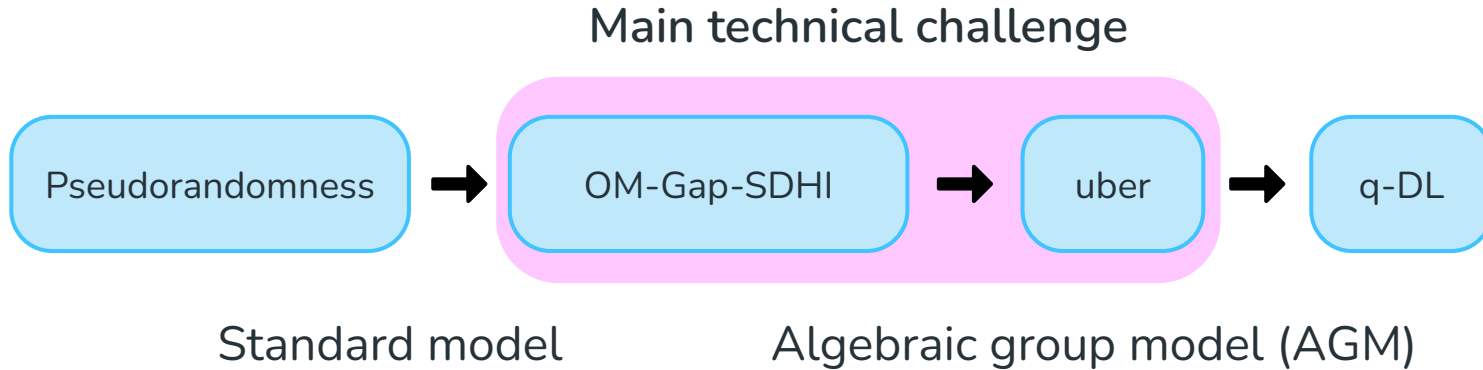 Main technical challenge
Pseudorandomness
OM-Gap-SDHI
uber
q-DL
Standard model
Algebraic group model (AGM)